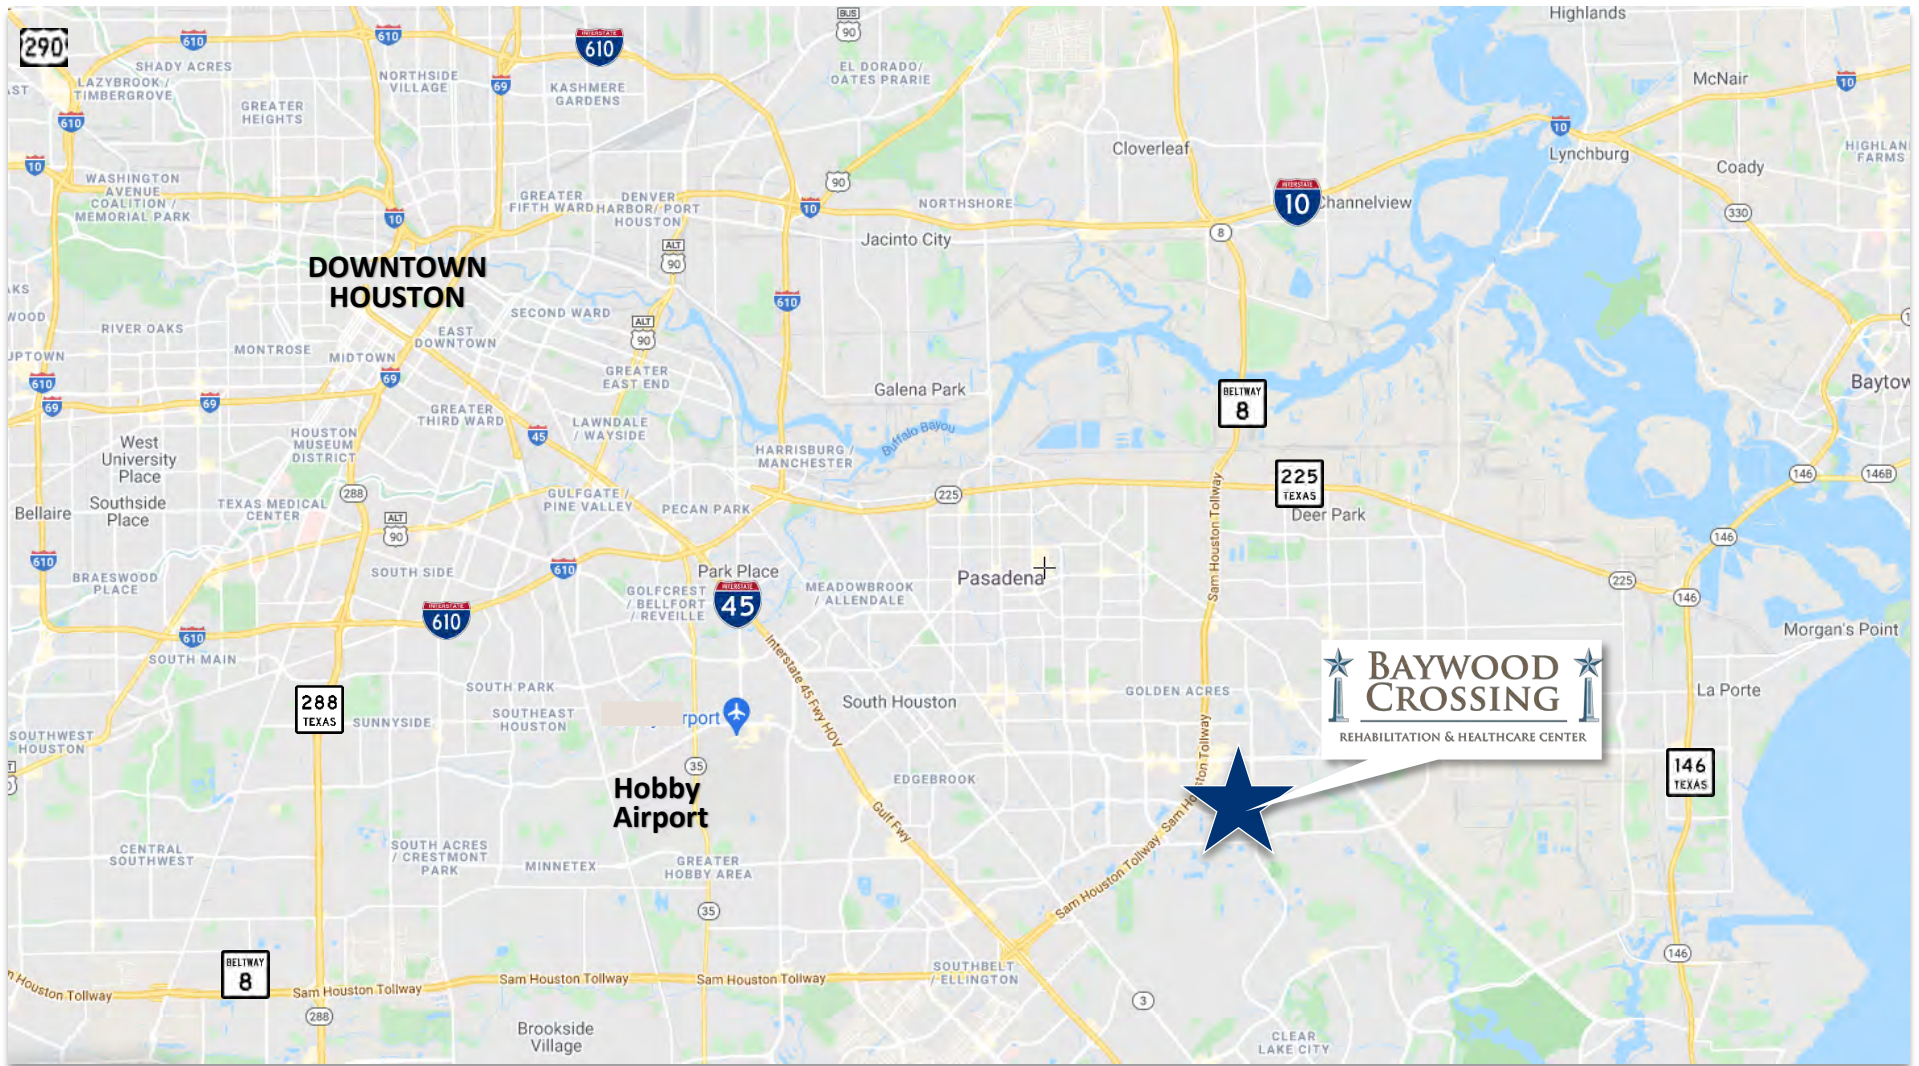 Highlands
BUS
90
290
610
610
INTERSTATE
610
SHADY ACRES
EL DORADO/
OATES PRARIE
McNair
10
LAZYBROOK /
TIMBERGROVE
NORTHSIDE
VILLAGE
69
KASHMERE
GARDENS
GREATER
HEIGHTS
610
10
Cloverleaf
Lynchburg
10
Coady
WASHINGTON
AVENUE
COALITION /
MEMORIAL PARK
90
GREATER
FIFTH WARD
DENVER
HARBOR/ PORT
HOUSTON
10
NORTHSHORE
INTERSTATE
10
Channelview
330
10
8
Jacinto City
ALT
90
DOWNTOWN
HOUSTON
610
SECOND WARD
RIVER OAKS
ALT
90
EAST
DOWNTOWN
MONTROSE
MIDTOWN
GREATER
EAST END
69
610
69
69
Galena Park
BELTWAY
8
GREATER
THIRD WARD
LAWNDALE
/ WAYSIDE
45
Buffalo Bayou
HOUSTON
MUSEUM
DISTRICT
West
University
Place
HARRISBURG /
MANCHESTER
225
TEXAS
146
146B
288
225
Southside
Place
Bellaire
TEXAS MEDICAL
CENTER
GULFGATE /
PINE VALLEY
PECAN PARK
Deer Park
Sam Houston Tollway
ALT
90
146
610
SOUTH SIDE
610
Park Place
Pasadena
225
146
BRAESWOOD
PLACE
INTERSTATE
610
GOLFCREST
/ BELLFORT
/ REVEILLE
INTERSTATE
45
MEADOWBROOK
/ ALLENDALE
610
SOUTH MAIN
Morgan's Point
BAYWOOD
CROSSING
REHABILITATION & HEALTHCARE CENTER
Interstate 45 Fwy HOV
SOUTH PARK
GOLDEN ACRES
La Porte
288
TEXAS
SUNNYSIDE
SOUTHEAST
HOUSTON
South Houston
SOUTHWEST
HOUSTON
35
Hobby
Airport
EDGEBROOK
146
TEXAS
Gulf Fwy
CENTRAL
SOUTHWEST
SOUTH ACRES
/ CRESTMONT
PARK
MINNETEX
GREATER
HOBBY AREA
Sam Houston Tollway
35
BELTWAY
8
SOUTHBELT
/ ELLINGTON
146
Houston Tollway
Sam Houston Tollway
Sam Houston Tollway
Sam Houston Tollway
288
3
Brookside
Village
CLEAR
LAKE CITY